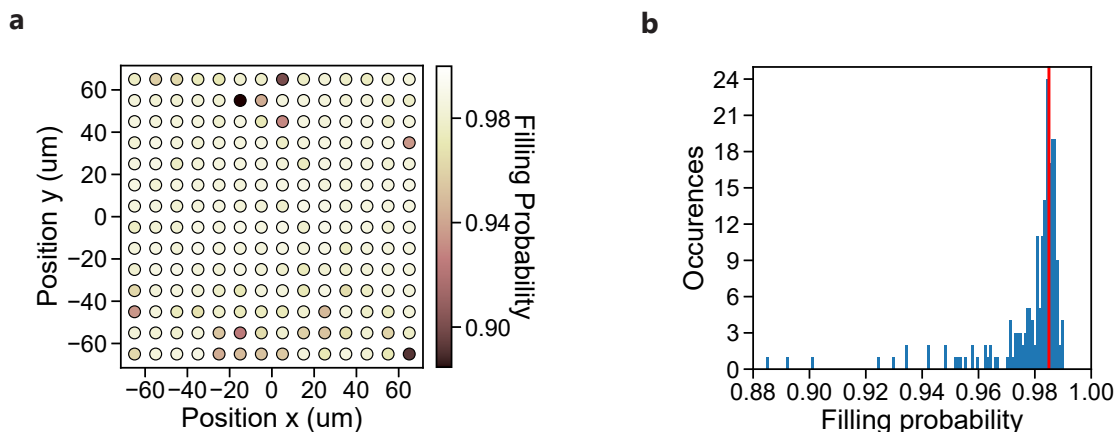 a
60
40
20
0
−20
−40
−60
Position y (um)
−60 −40 −20 0 20 40 60
Position x (um)
0.98
0.94
0.90
Filling Probability
b
24
21
18
15
12
9
6
3
0
Occurences
0.88 0.90 0.92 0.94 0.96 0.98 1.00
Filling probability